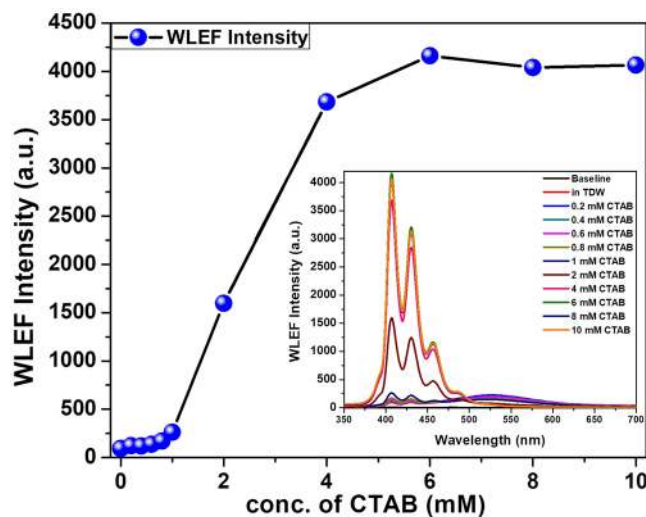 WLEF Intensity
4500
4000
3500
3000
2500
2000
1500
1000
500
0
WLEF Intensity (a.u.)
0 2 4 6 8 10
conc. of CTAB (mM)
4000
3500
3000
2500
2000
1500
1000
500
0
WLEF Intensity (a.u.)
350 400 450 500 550 600 650 700
Wavelength (nm)
Baseline
in TDW
0.2 mM CTAB
0.4 mM CTAB
0.6 mM CTAB
0.8 mM CTAB
1 mM CTAB
2 mM CTAB
4 mM CTAB
6 mM CTAB
8 mM CTAB
10 mM CTAB